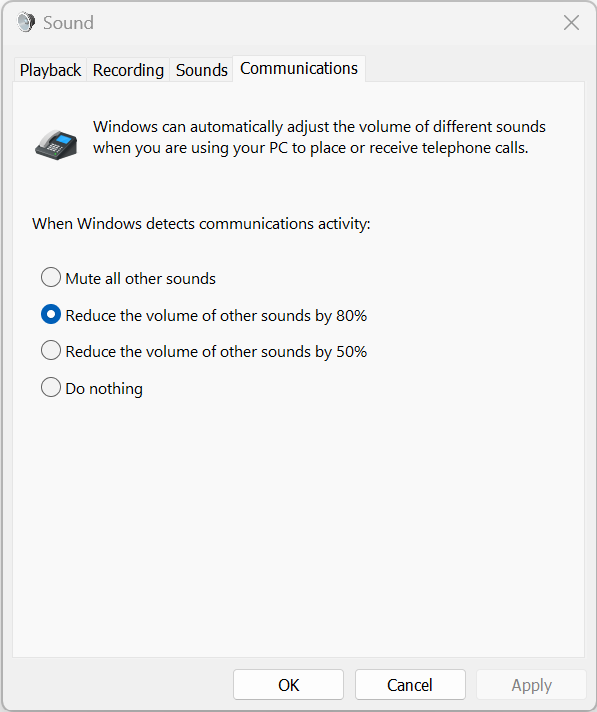 Sound
Playback Recording Sounds Communications
Windows can automatically adjust the volume of different sounds
when you are using your PC to place or receive telephone calls.
When Windows detects communications activity:
Mute all other sounds
Reduce the volume of other sounds by 80%
Reduce the volume of other sounds by 50%
Do nothing
OK Cancel Apply